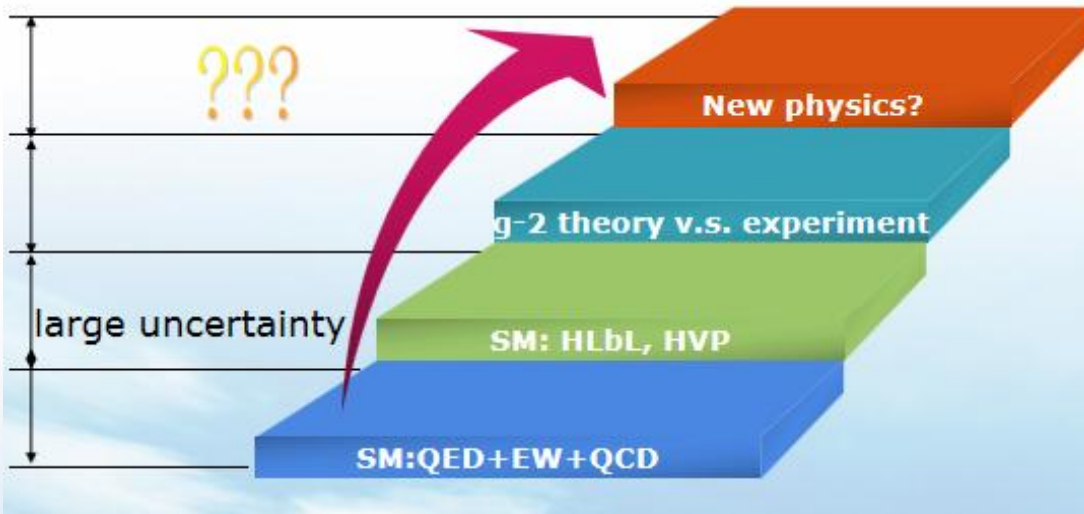 ???
New physics?
g-2 theory v.s. experiment
large uncertainty
SM: HLbL, HVP
SM:QED+EW+QCD